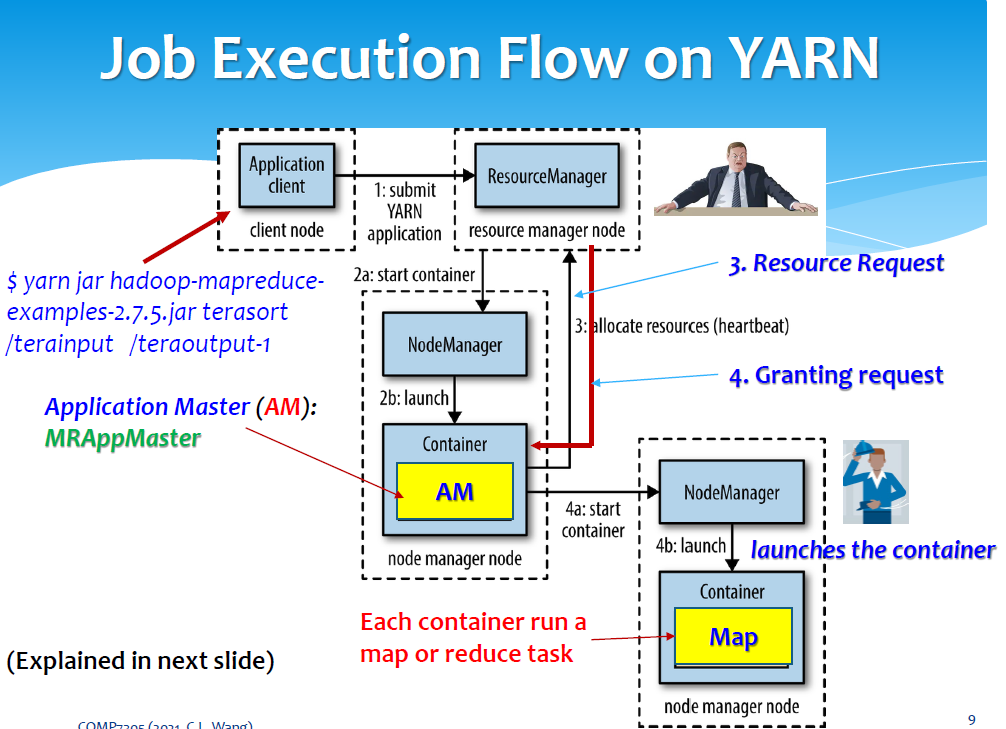 Job Execution Flow on YARN
Application
client
client node
1: submit
YARN
application
ResourceManager
resource manager node
$ yarn jar hadoop-mapreduce-
examples-2.7.5.jar terasort
/terainput /teraoutput-1
2a: start container
3. Resource Request
NodeManager
3: allocate resources (heartbeat)
4. Granting request
2b: launch
Application Master (AM):
MRAppMaster
Container
AM
node manager node
4a: start
container
NodeManager
4b: launch
launches the container
Container
Map
node manager node
Each container run a
map or reduce task
(Explained in next slide)
COMP7305 (2021, C.L. Wang)
9